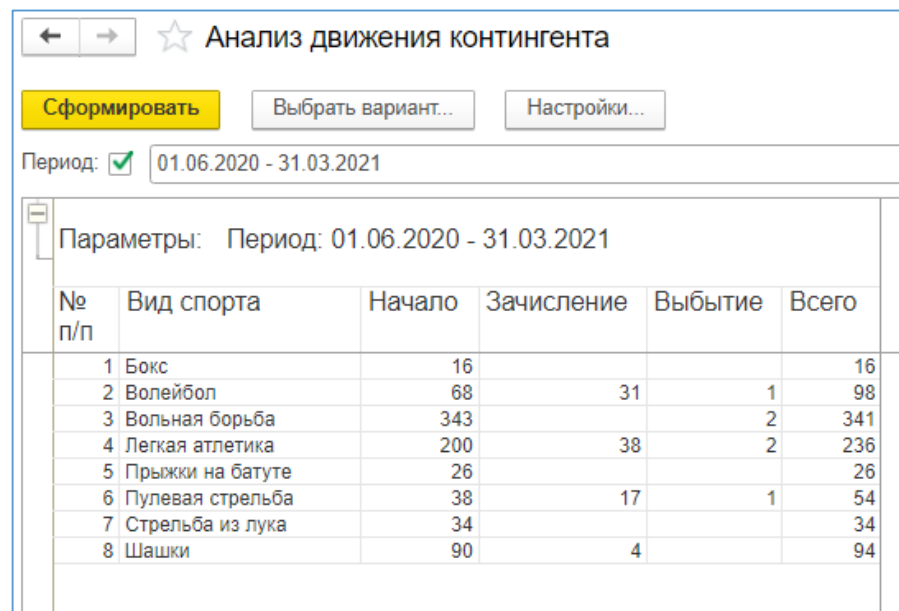 Анализ движения контингента
Сформировать Выбрать вариант... Настройки...
Период: 01.06.2020 - 31.03.2021
Параметры: Период: 01.06.2020 - 31.03.2021
№ п/п Вид спорта Начало Зачисление Выбытие Всего
1 Бокс 16 16
2 Волейбол 68 31 1 98
3 Вольная борьба 343 2 341
4 Легкая атлетика 200 38 2 236
5 Прыжки на батуте 26 26
6 Пулевая стрельба 38 17 1 54
7 Стрельба из лука 34 34
8 Шашки 90 4 94